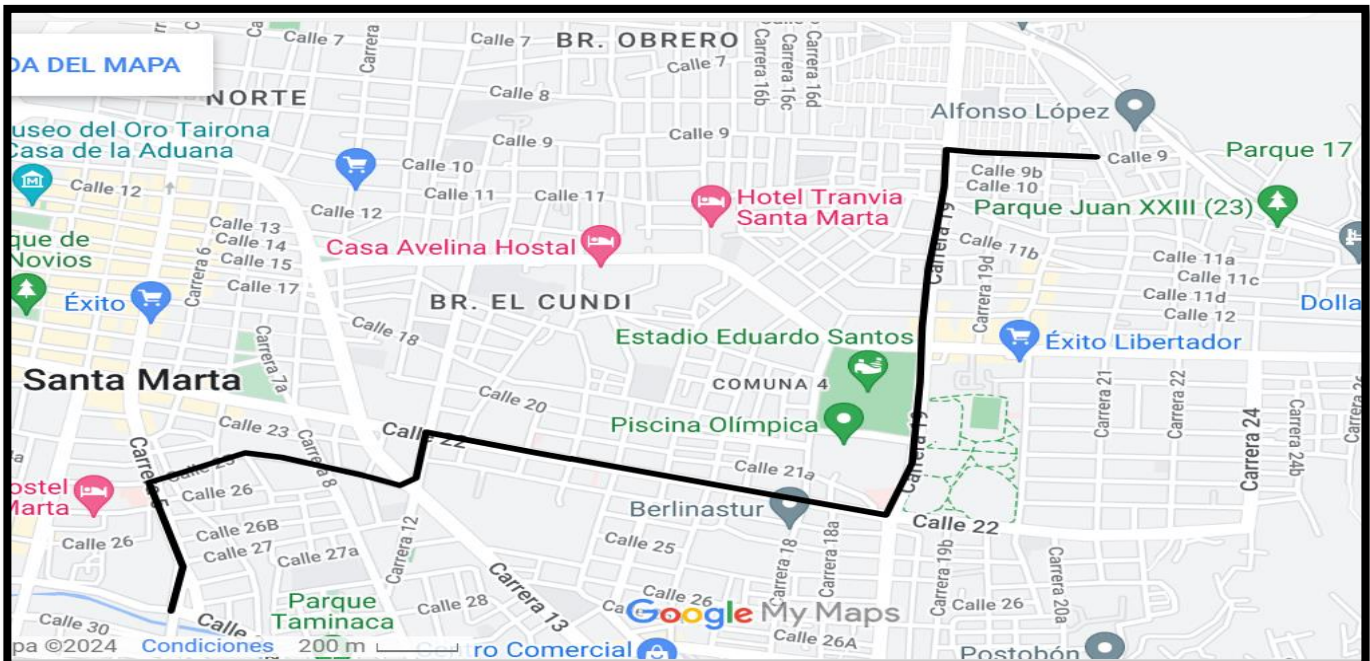 Calle 7
Calle 7
BR. OBRERO
Calle 7
Carrera
Carrera 16b
Carrera 16c
Carrera 16d
DA DEL MAPA
NORTE
Calle 8
Alfonso López
useo del Oro Tairona
Casa de la Aduana
Calle 9
Calle 9
Calle 9
Parque 17
Calle 10
Calle 9b
Calle 10
Calle 12
Calle 11
Calle 11
Hotel Tranvia
Santa Marta
Parque Juan XXIII (23)
Calle 12
Calle 13
Calle 14
Calle 15
Calle 17
Carrera 6
que de
Novios
Casa Avelina Hostal
Carrera 19
Carrera 19d
Calle 11b
Calle 11a
Calle 11c
Calle 11d
Calle 12
Éxito
BR. EL CUNDI
Dolla
Calle 18
Carrera 7a
Estadio Eduardo Santos
Éxito Libertador
Santa Marta
COMUNA 4
Carrera 21
Carrera 22
Carrera 24
Carrera 24b
Carrera 26
Calle 20
Piscina Olímpica
Carrera 19
Calle 23
Calle 22
Carrera 8
Calle 21a
Carrera 5
Calle 26
ostel
Marta
Berlinastur
Calle 22
Calle 26
Calle 26B
Calle 27
Calle 27a
Carrera 12
Calle 25
Carrera 18
Carrera 18a
Carrera 19b
Carrera 20a
Carrera 13
Parque
Taminaca
Calle 28
Calle 26
Google My Maps
Calle 26
Calle 30
Calle
Calle 26A
pa ©2024
Condiciones
200 m
ro Comercial
Postobón